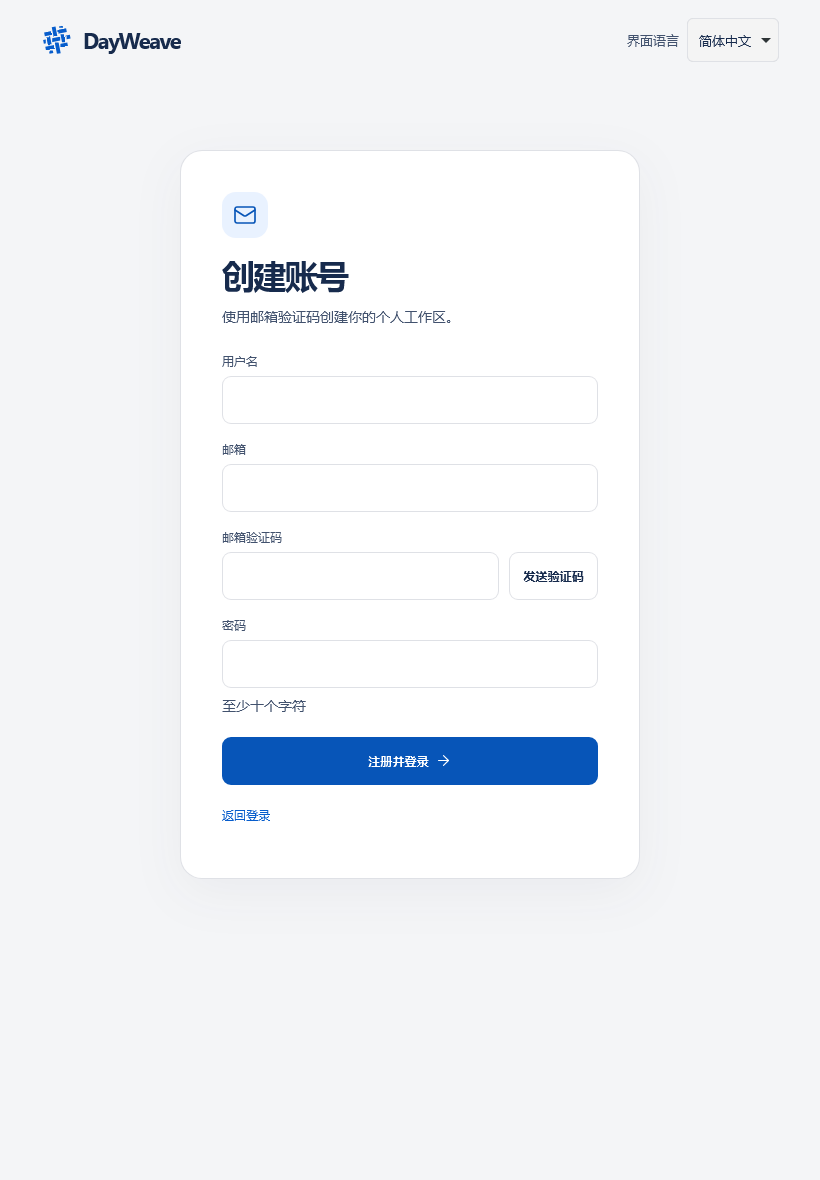 DayWeave
界面语言
简体中文
创建账号
使用邮箱验证码创建你的个人工作区。
用户名
邮箱
邮箱验证码
发送验证码
密码
至少十个字符
注册并登录 →
返回登录